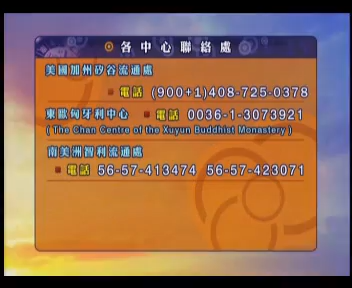 各中心聯絡處
美國加州矽谷流通處
電話 (900+1)408-725-0378
東歐匈牙利中心 電話 0036-1-3073921
( The Chan Centre of the Xuyun Buddhist Monastery )
南美洲智利流通處
電話 56-57-413474 56-57-423071